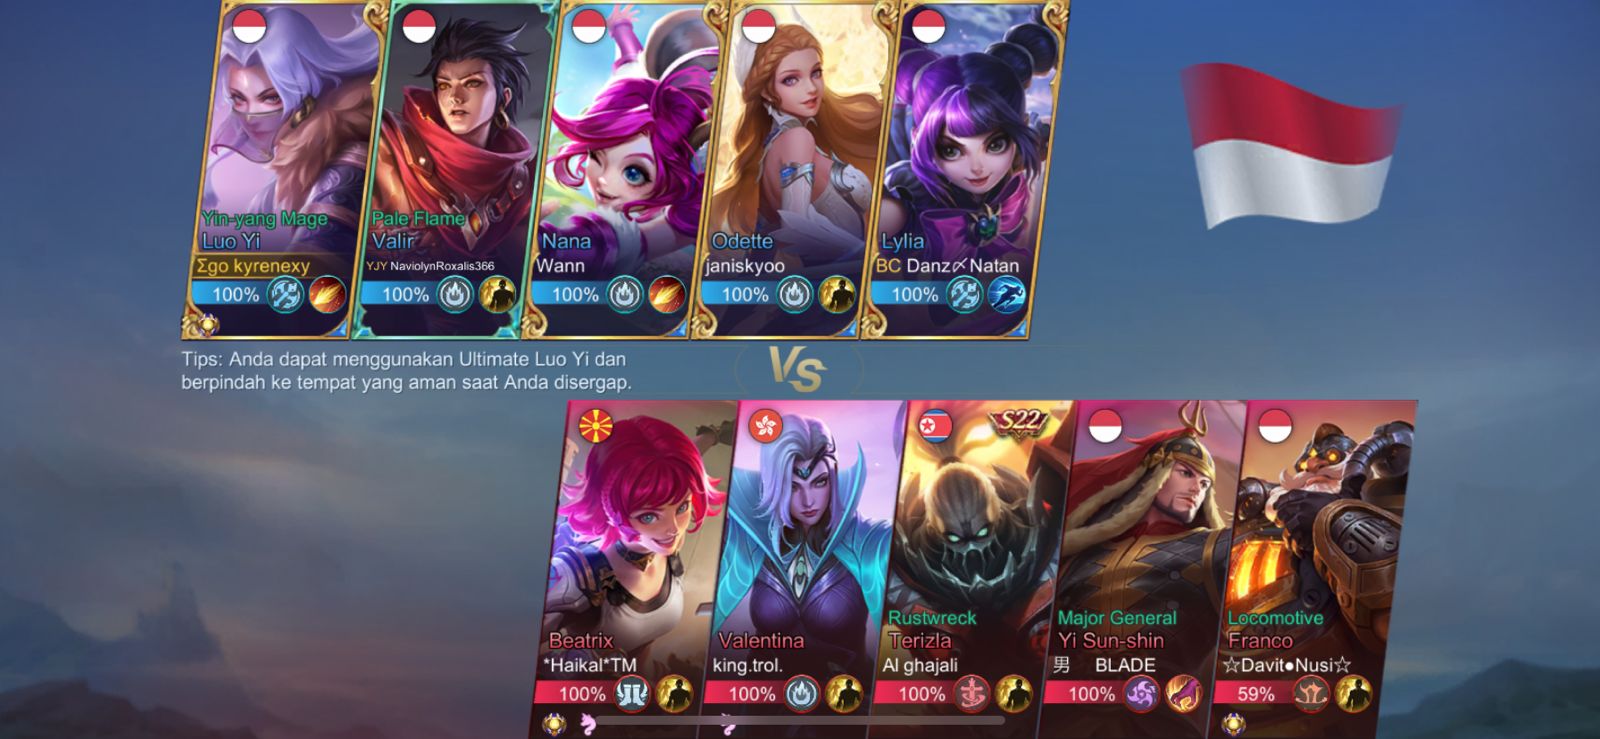 Yin-yang Mage
Luo Yi
Σgo kyrenexy
100%
Pale Flame
Valir
YJY NaviolynRoxalis366
100%
Nana
Wann
100%
Odette
janiskyoo
100%
Lylia
BC Danz〆Natan
100%
Tips: Anda dapat menggunakan Ultimate Luo Yi dan
berpindah ke tempat yang aman saat Anda disergap.
VS
Beatrix
*Haikal*TM
100%
Valentina
king.trol.
100%
S22
Rustwreck
Terizla
Al ghajali
100%
Major General
Yi Sun-shin
男 BLADE
100%
Locomotive
Franco
☆Davit●Nusi☆
59%